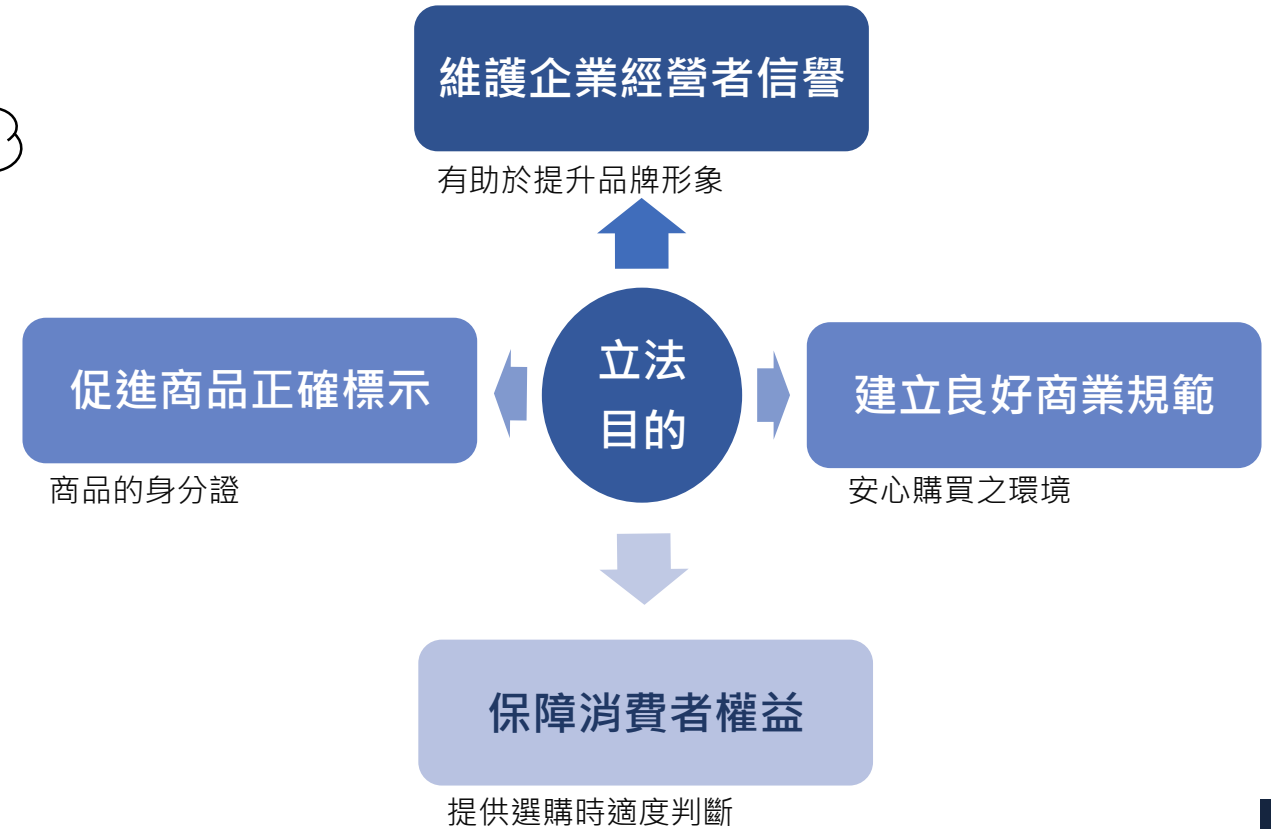 維護企業經營者信譽
有助於提升品牌形象
促進商品正確標示
商品的身分證
立法
目的
建立良好商業規範
安心購買之環境
保障消費者權益
提供選購時適度判斷